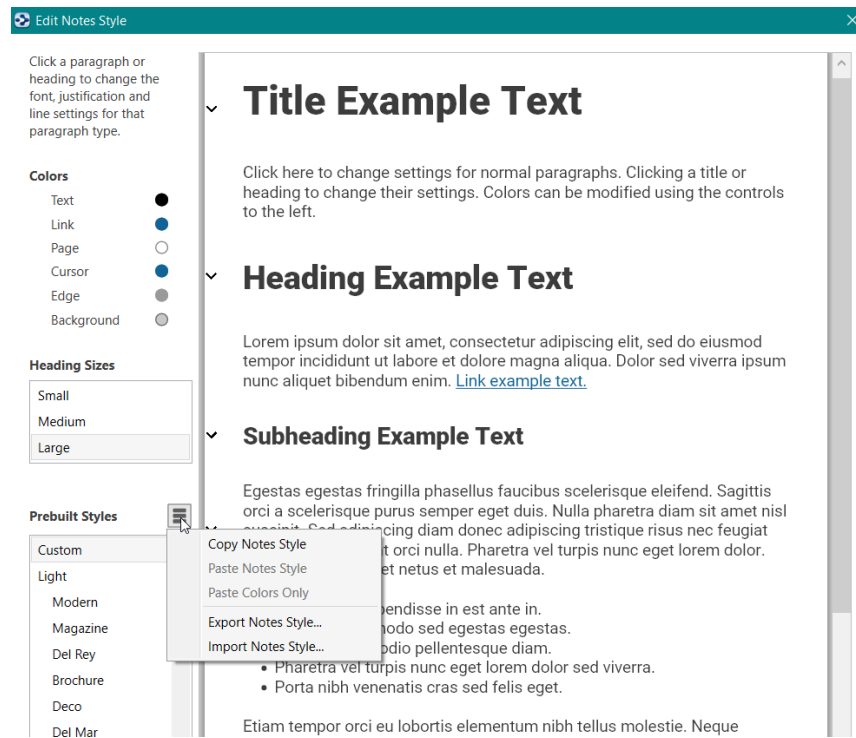 Edit Notes Style
Click a paragraph or
heading to change the
font, justification and
line settings for that
paragraph type.
Colors
Text
Link
Page
Cursor
Edge
Background
Heading Sizes
Small
Medium
Large
Prebuilt Styles
Custom
Light
Modern
Magazine
Del Rey
Brochure
Deco
Del Mar
Copy Notes Style
Paste Notes Style
Paste Colors Only
Export Notes Style...
Import Notes Style...
Title Example Text
Click here to change settings for normal paragraphs. Clicking a title or
heading to change their settings. Colors can be modified using the controls
to the left.
Heading Example Text
Lorem ipsum dolor sit amet, consectetur adipiscing elit, sed do eiusmod
tempor incididunt ut labore et dolore magna aliqua. Dolor sed viverra ipsum
nunc aliquet bibendum enim. Link example text.
Subheading Example Text
Egestas egestas fringilla phasellus faucibus scelerisque eleifend. Sagittis
orci a scelerisque purus semper eget duis. Nulla pharetra diam sit amet nisl
suscipit. Sed adipiscing diam donec adipiscing tristique risus nec feugiat
orci nulla. Pharetra vel turpis nunc eget lorem dolor.
et netus et malesuada.
in est ante in.
sed egestas egestas.
pellentesque diam.
• Pharetra vel turpis nunc eget lorem dolor sed viverra.
• Porta nibh venenatis cras sed felis eget.
Etiam tempor orci eu lobortis elementum nibh tellus molestie. Neque